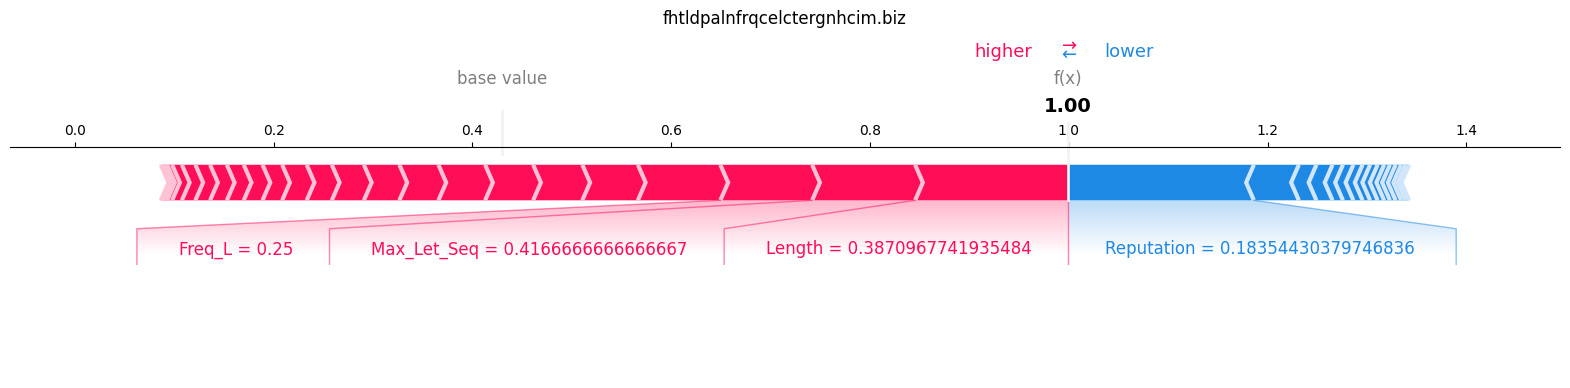 fhtldpalnfrqcelctergnhcim.biz
higher ⇄ lower
base value f(x)
1.00
0.0 0.2 0.4 0.6 0.8 1.0 1.2 1.4
Freq_L = 0.25 Max_Let_Seq = 0.4166666666666667 Length = 0.3870967741935484 Reputation = 0.18354430379746836